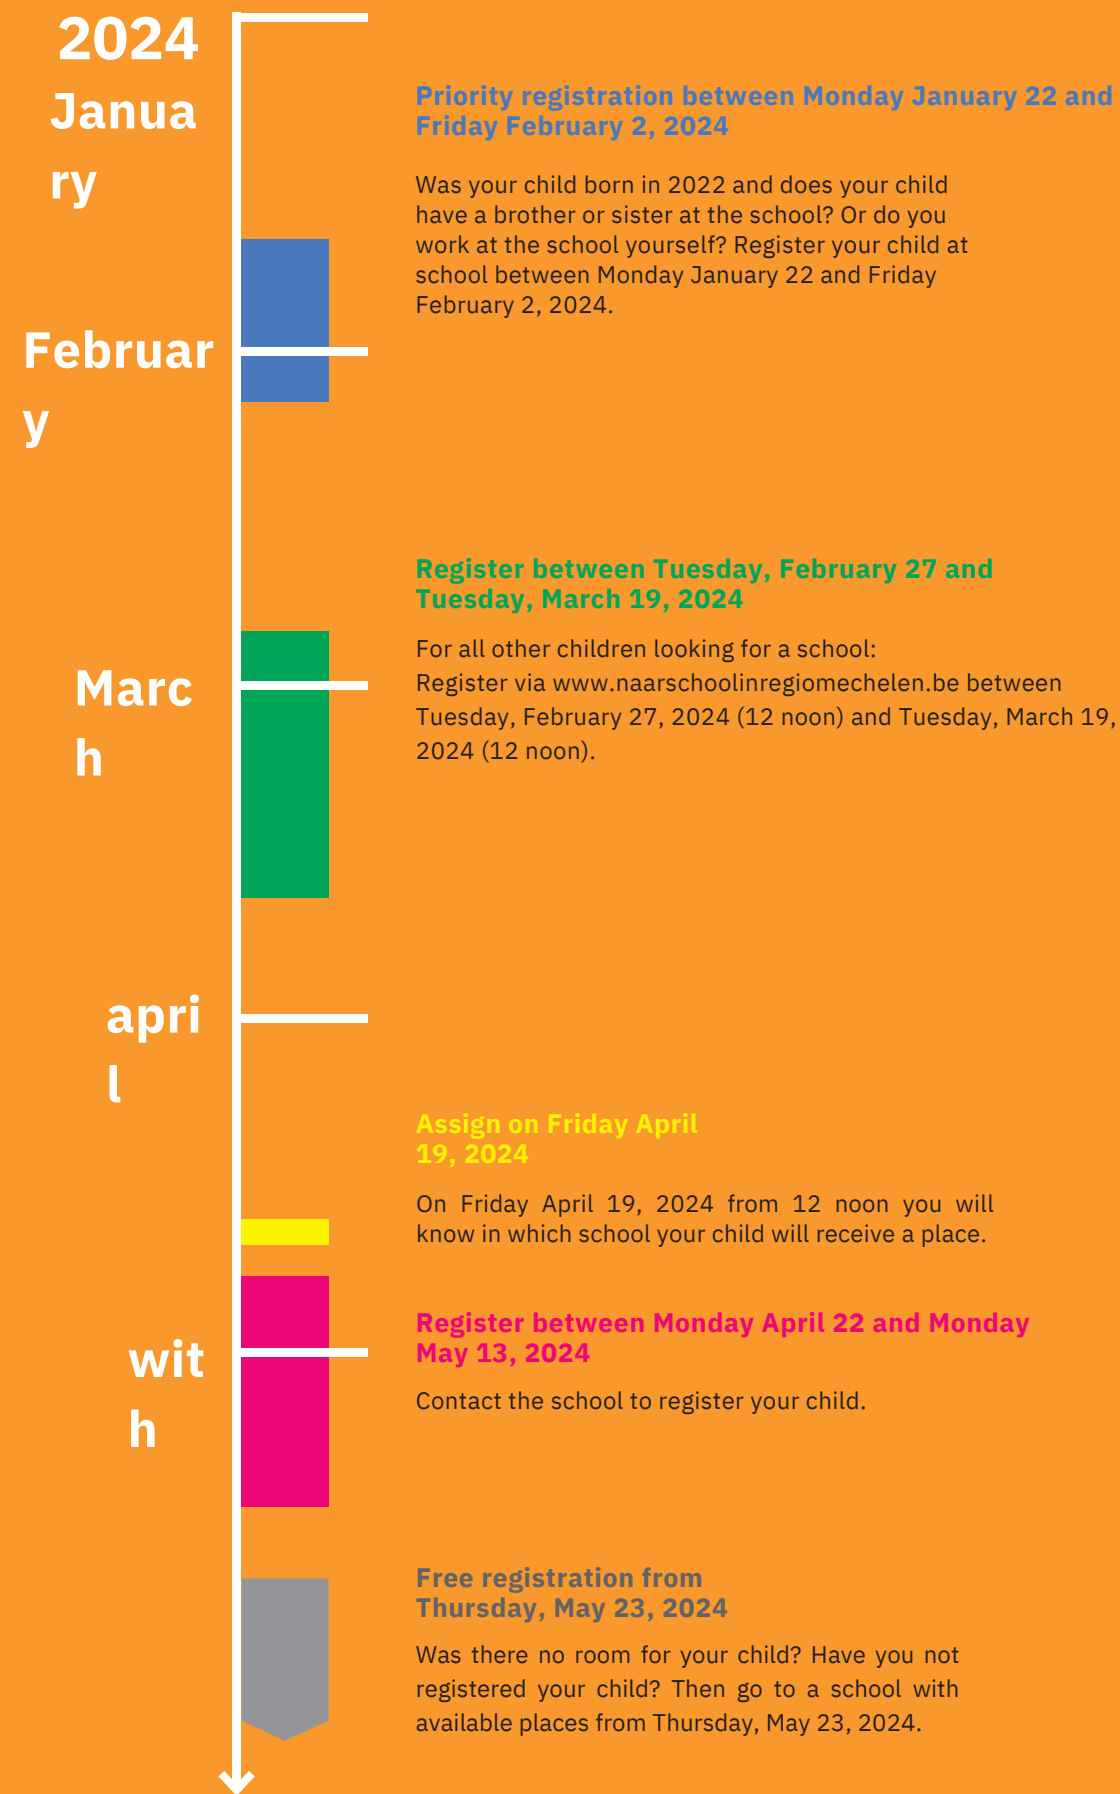 2024
Janua
ry
Priority registration between Monday January 22 and
Friday February 2, 2024
Was your child born in 2022 and does your child
have a brother or sister at the school? Or do you
work at the school yourself? Register your child at
school between Monday January 22 and Friday
February 2, 2024.
Februar
y
Register between Tuesday, February 27 and
Tuesday, March 19, 2024
For all other children looking for a school:
Register via www.naarschoolinregiomechelen.be between
Tuesday, February 27, 2024 (12 noon) and Tuesday, March 19,
2024 (12 noon).
Marc
h
apri
l
Assign on Friday April
19, 2024
On Friday April 19, 2024 from 12 noon you will
know in which school your child will receive a place.
Register between Monday April 22 and Monday
May 13, 2024
Contact the school to register your child.
wit
h
Free registration from
Thursday, May 23, 2024
Was there no room for your child? Have you not
registered your child? Then go to a school with
available places from Thursday, May 23, 2024.